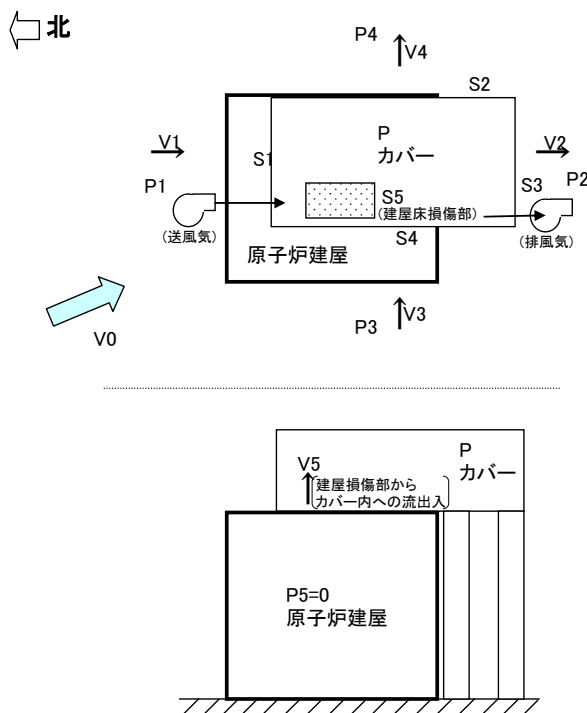 北
P4
V4
S2
V1
P
カバー
V2
S1
P1
S5
(建屋床損傷部)
S3
P2
(送風気)
S4
(排風気)
原子炉建屋
V3
P3
V0
P
カバー
V5
建屋損傷部から
カバー内への流出入
P5=0
原子炉建屋